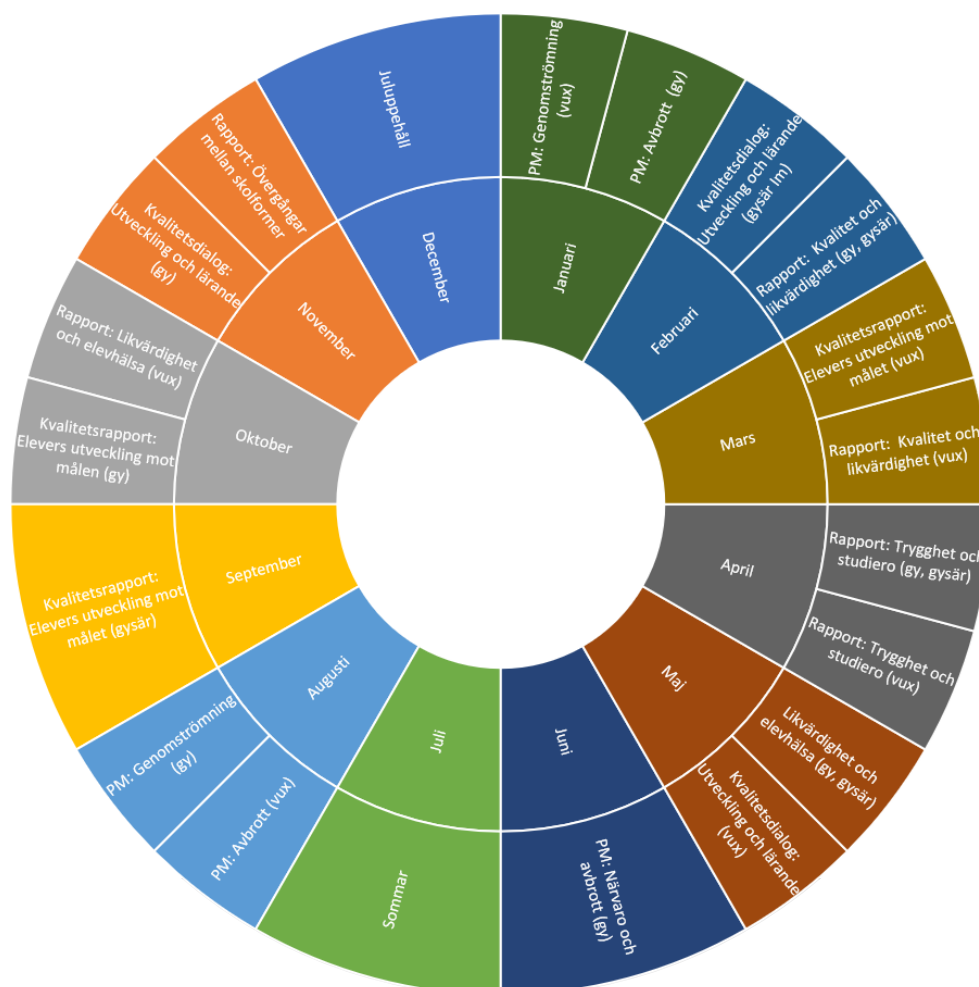 Januari
PM: Genomströmning
(vux)
PM: Avbrott  (gy)
Februari
Kvalitetsdialog:
Utveckling och lärande
(gysär Im)
Rapport:  Kvalitet och
likvärdighet (gy, gysär)
Mars
Kvalitetsrapport:
Elevers utveckling mot
målet (vux)
Rapport:  Kvalitet och
likvärdighet (vux)
April
Rapport: Trygghet och
studiero (gy, gysär)
Rapport: Trygghet och
studiero (vux)
Maj
Likvärdighet och
elevhälsa (gy, gysär)
Kvalitetsdialog:
Utveckling och lärande
(vux)
Juni
PM: Närvaro och
avbrott (gy)
Juli
Sommar
Augusti
PM: Avbrott (vux)
PM: Genomströmning
(gy)
September
Kvalitetsrapport:
Elevers utveckling mot
målet (gysär)
Oktober
Kvalitetsrapport:
Elevers utveckling mot
målen (gy)
Rapport: Likvärdighet
och elevhälsa (vux)
November
Kvalitetsdialog:
Utveckling och lärande
(gy)
Rapport: Övergångar
mellan skolformer
December
Juluppehåll